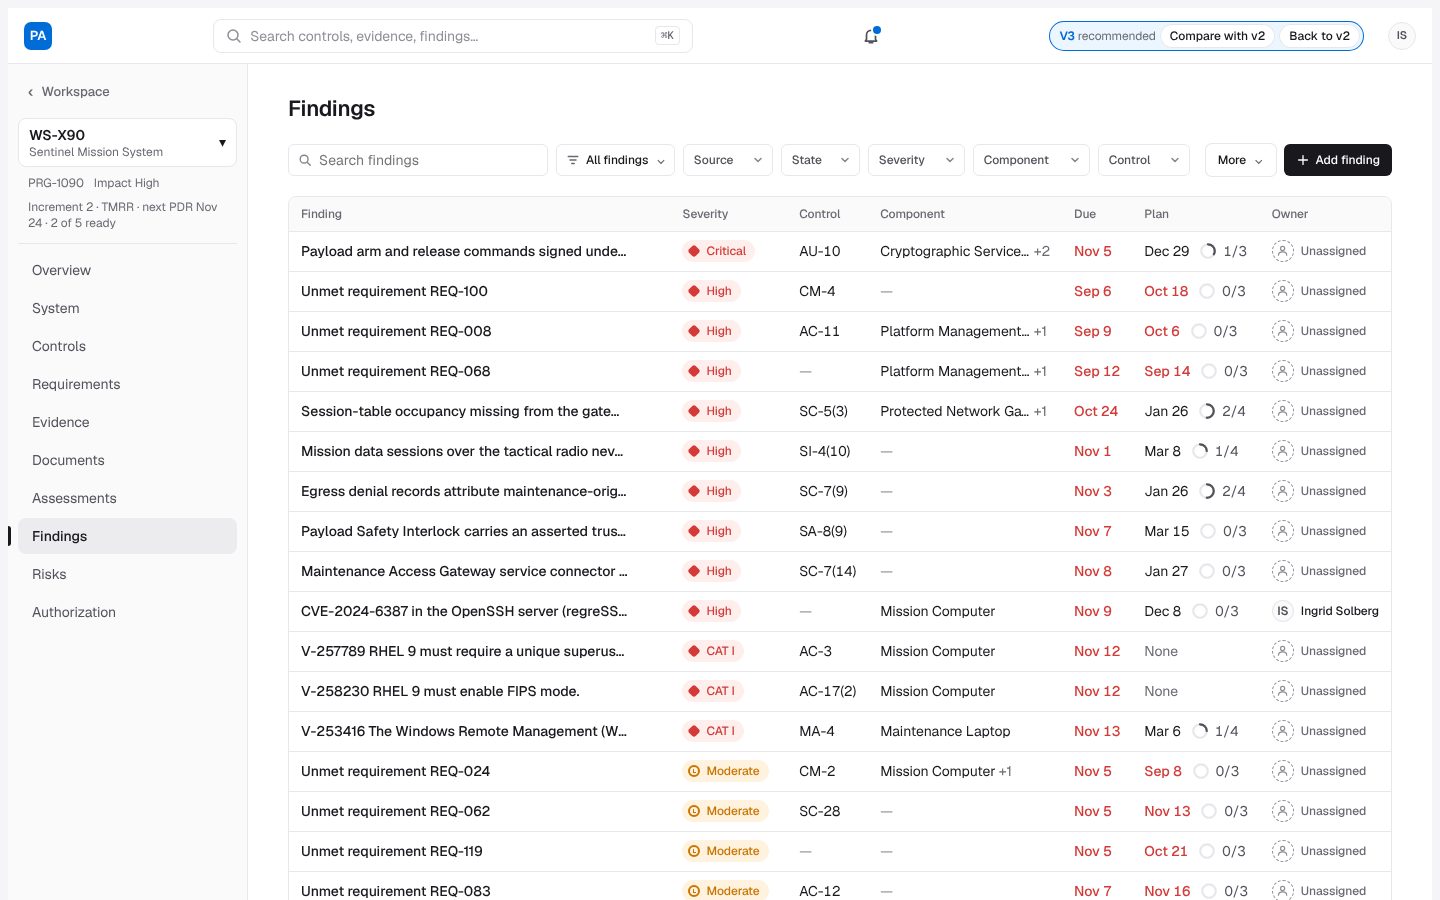 PA
Search controls, evidence, findings...
⌘K
V3 recommended
Compare with v2
Back to v2
IS
‹ Workspace
WS-X90
Sentinel Mission System
PRG-1090 Impact High
Increment 2 · TMRR · next PDR Nov
24 · 2 of 5 ready
Overview
System
Controls
Requirements
Evidence
Documents
Assessments
Findings
Risks
Authorization
Findings
Search findings
All findings
Source
State
Severity
Component
Control
More
+ Add finding
Finding Severity Control Component Due Plan Owner
Payload arm and release commands signed unde... Critical AU-10 Cryptographic Service... +2 Nov 5 Dec 29 1/3 Unassigned
Unmet requirement REQ-100 High CM-4 — Sep 6 Oct 18 0/3 Unassigned
Unmet requirement REQ-008 High AC-11 Platform Management... +1 Sep 9 Oct 6 0/3 Unassigned
Unmet requirement REQ-068 High — Platform Management... +1 Sep 12 Sep 14 0/3 Unassigned
Session-table occupancy missing from the gate... High SC-5(3) Protected Network Ga... +1 Oct 24 Jan 26 2/4 Unassigned
Mission data sessions over the tactical radio nev... High SI-4(10) — Nov 1 Mar 8 1/4 Unassigned
Egress denial records attribute maintenance-orig... High SC-7(9) — Nov 3 Jan 26 2/4 Unassigned
Payload Safety Interlock carries an asserted trus... High SA-8(9) — Nov 7 Mar 15 0/3 Unassigned
Maintenance Access Gateway service connector ... High SC-7(14) — Nov 8 Jan 27 0/3 Unassigned
CVE-2024-6387 in the OpenSSH server (regreSS... High — Mission Computer Nov 9 Dec 8 0/3 IS Ingrid Solberg
V-257789 RHEL 9 must require a unique superus... CAT I AC-3 Mission Computer Nov 12 None Unassigned
V-258230 RHEL 9 must enable FIPS mode. CAT I AC-17(2) Mission Computer Nov 12 None Unassigned
V-253416 The Windows Remote Management (W... CAT I MA-4 Maintenance Laptop Nov 13 Mar 6 1/4 Unassigned
Unmet requirement REQ-024 Moderate CM-2 Mission Computer +1 Nov 5 Sep 8 0/3 Unassigned
Unmet requirement REQ-062 Moderate SC-28 — Nov 5 Nov 13 0/3 Unassigned
Unmet requirement REQ-119 Moderate — — Nov 5 Oct 21 0/3 Unassigned
Unmet requirement REQ-083 Moderate AC-12 — Nov 7 Nov 16 0/3 Unassigned